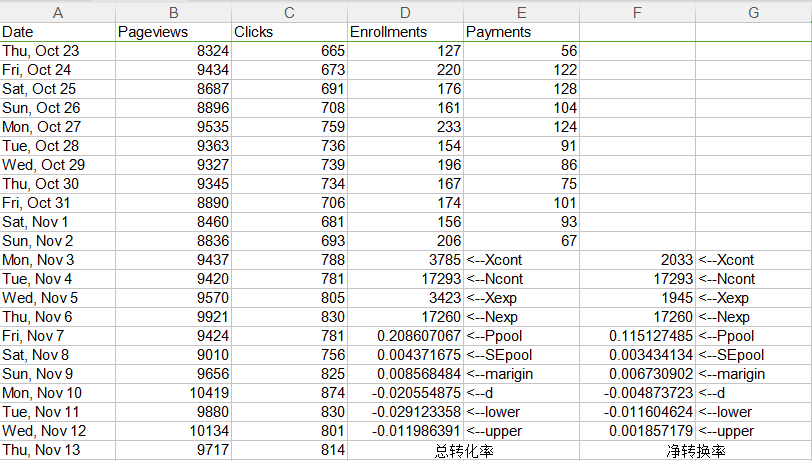 A B C D E F G
Date Pageviews Clicks Enrollments Payments
Thu, Oct 23 8324 665 127 56
Fri, Oct 24 9434 673 220 122
Sat, Oct 25 8687 691 176 128
Sun, Oct 26 8896 708 161 104
Mon, Oct 27 9535 759 233 124
Tue, Oct 28 9363 736 154 91
Wed, Oct 29 9327 739 196 86
Thu, Oct 30 9345 734 167 75
Fri, Oct 31 8890 706 174 101
Sat, Nov 1 8460 681 156 93
Sun, Nov 2 8836 693 206 67
Mon, Nov 3 9437 788 3785 <--Xcont 2033 <--Xcont
Tue, Nov 4 9420 781 17293 <--Ncont 17293 <--Ncont
Wed, Nov 5 9570 805 3423 <--Xexp 1945 <--Xexp
Thu, Nov 6 9921 830 17260 <--Nexp 17260 <--Nexp
Fri, Nov 7 9424 781 0.208607067 <--Ppool 0.115127485 <--Ppool
Sat, Nov 8 9010 756 0.004371675 <--SEpool 0.003434134 <--SEpool
Sun, Nov 9 9656 825 0.008568484 <--marigin 0.006730902 <--marigin
Mon, Nov 10 10419 874 -0.020554875 <--d -0.004873723 <--d
Tue, Nov 11 9880 830 -0.029123358 <--lower -0.011604624 <--lower
Wed, Nov 12 10134 801 -0.011986391 <--upper 0.001857179 <--upper
Thu, Nov 13 9717 814 总转化率 净转换率